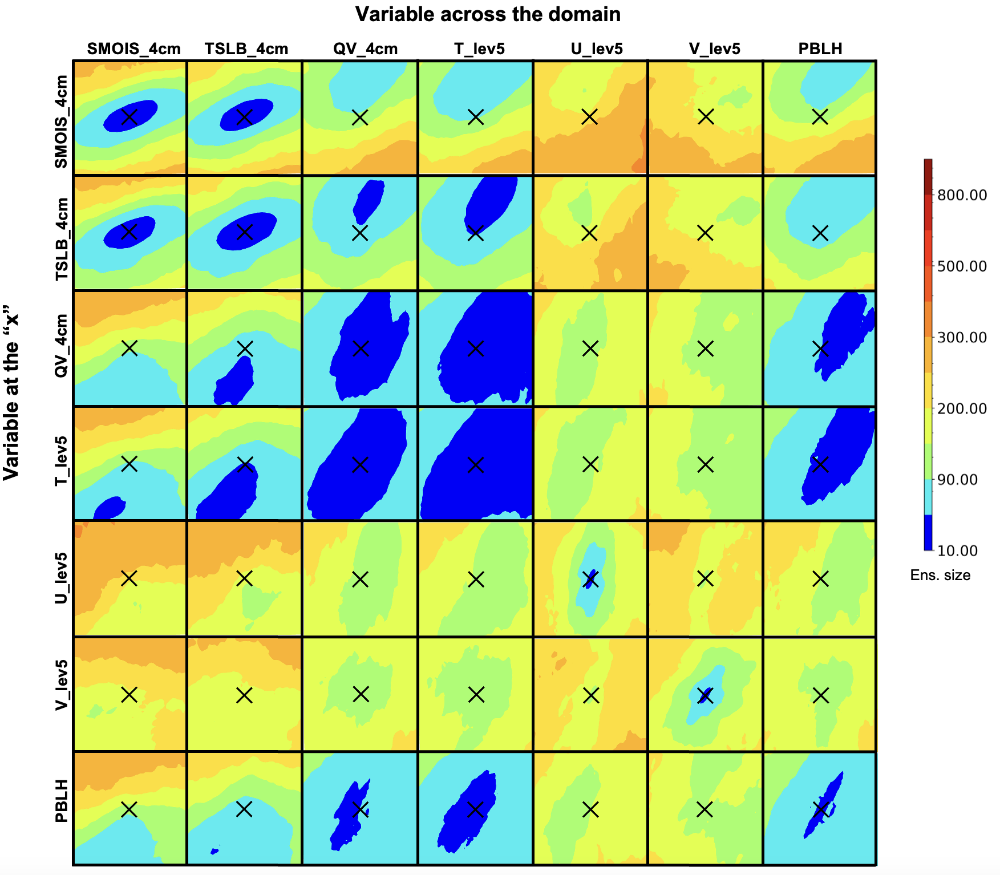 Variable across the domain
SMOIS_4cm TSLB_4cm QV_4cm T_lev5 U_lev5 V_lev5 PBLH
Variable at the “x”
SMOIS_4cm
TSLB_4cm
QV_4cm
T_lev5
U_lev5
V_lev5
PBLH
800.00
500.00
300.00
200.00
90.00
10.00
Ens. size